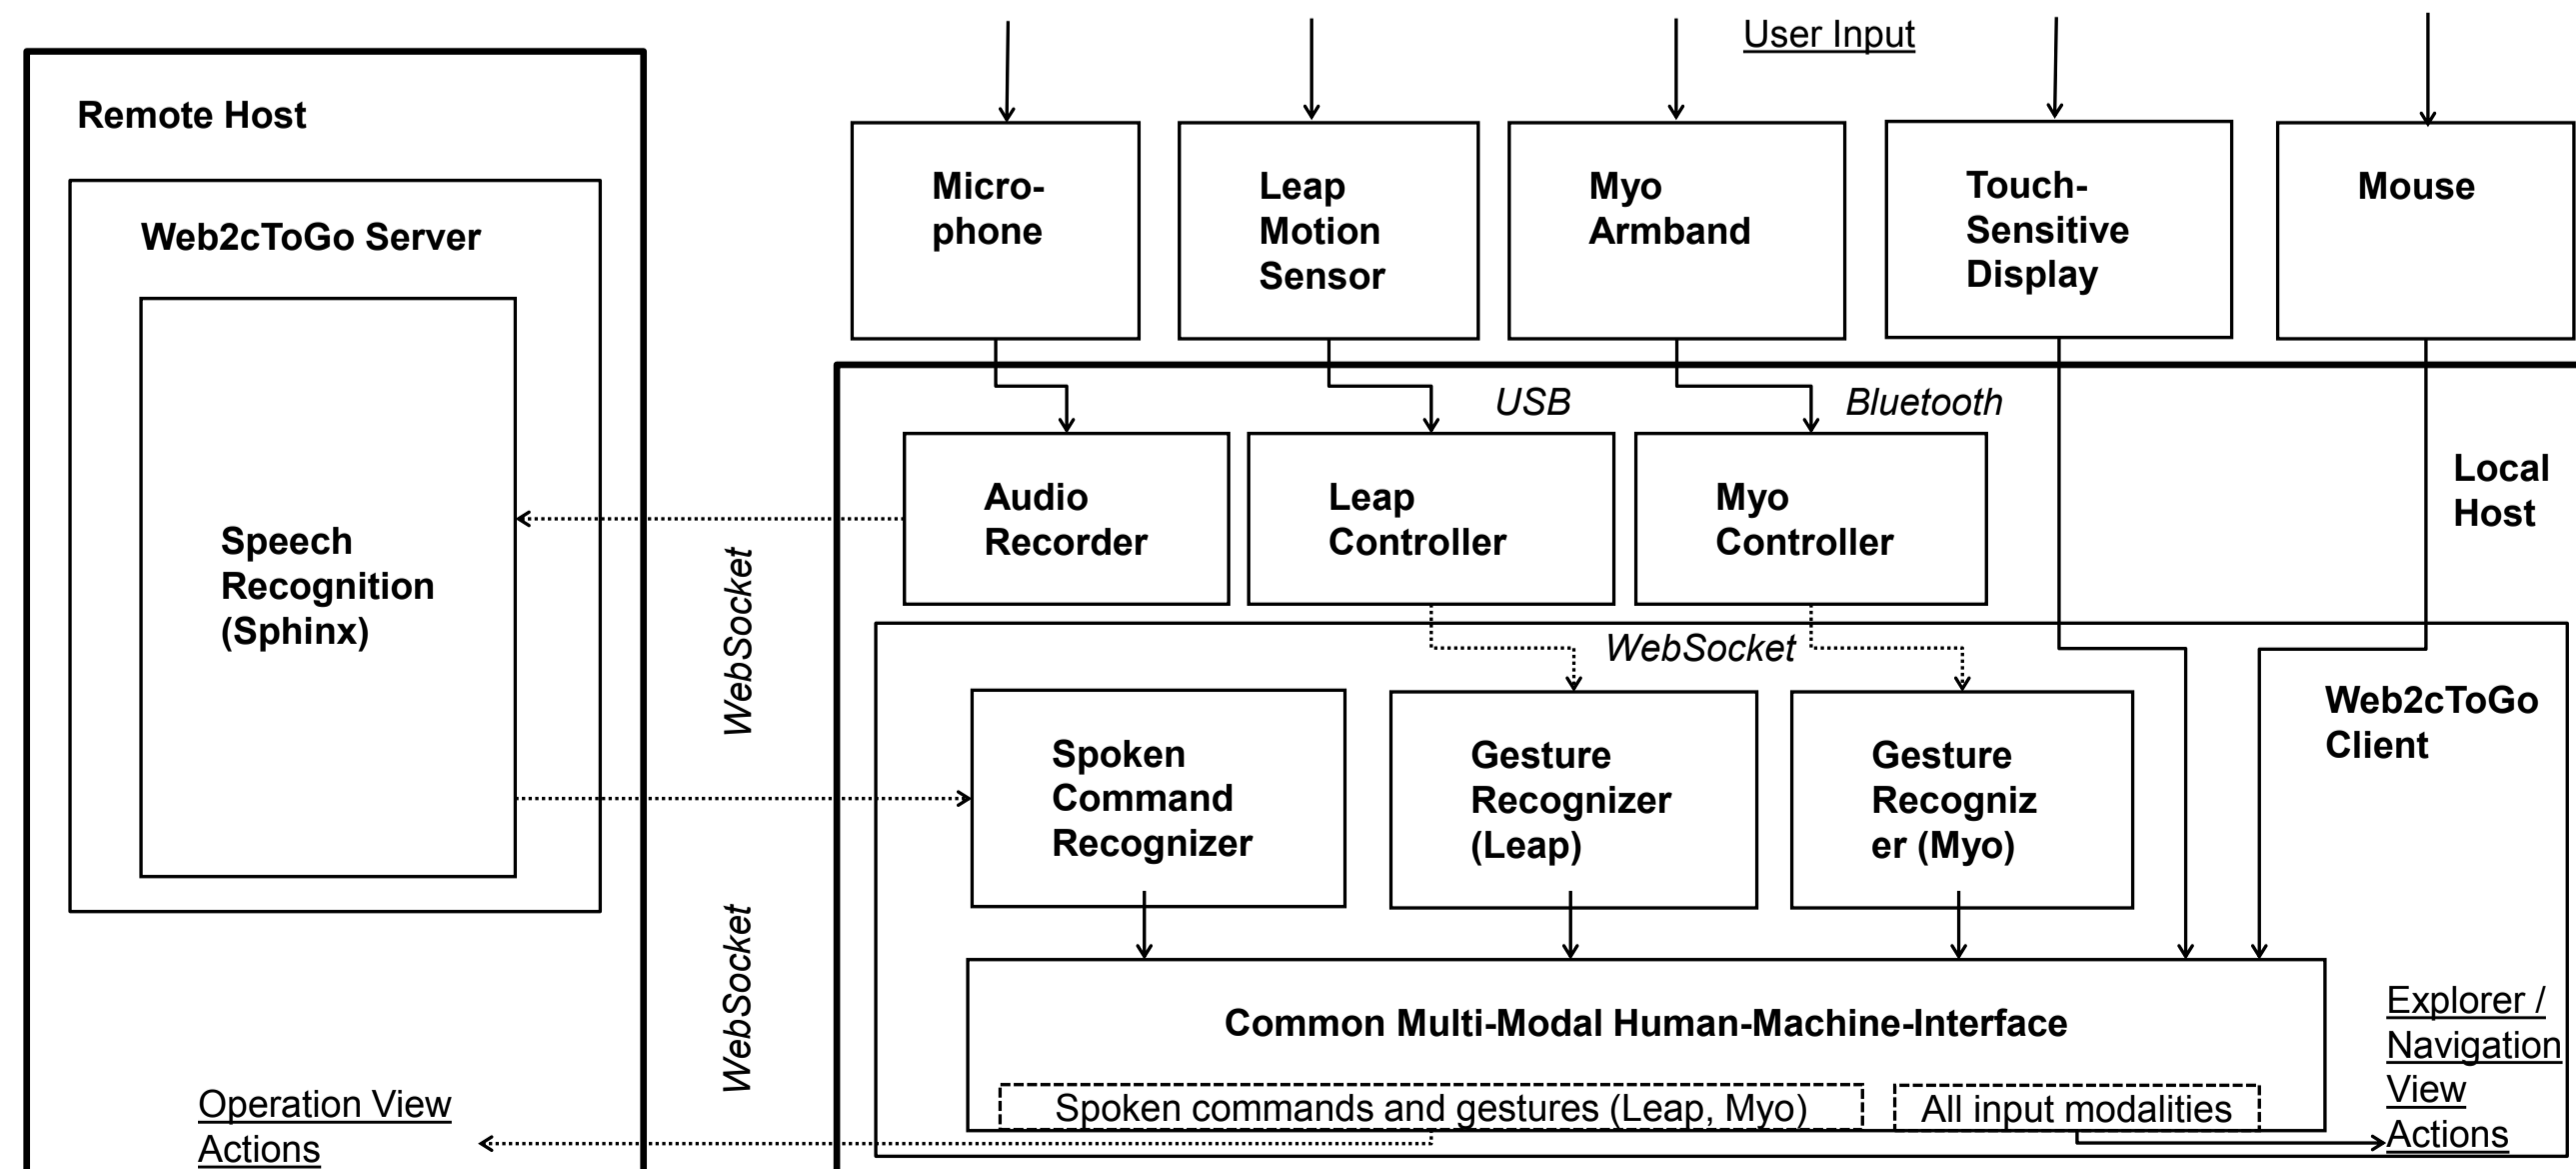 User Input
Remote Host
Web2cToGo Server
Speech
Recognition
(Sphinx)
Micro-
phone
Leap
Motion
Sensor
Myo
Armband
Touch-
Sensitive
Display
Mouse
USB
Bluetooth
Local
Host
Audio
Recorder
Leap
Controller
Myo
Controller
WebSocket
WebSocket
Web2cToGo
Client
Spoken
Command
Recognizer
Gesture
Recognizer
(Leap)
Gesture
Recogniz
er (Myo)
WebSocket
Common Multi-Modal Human-Machine-Interface
Spoken commands and gestures (Leap, Myo)
All input modalities
Explorer /
Navigation
View
Actions
Operation View
Actions